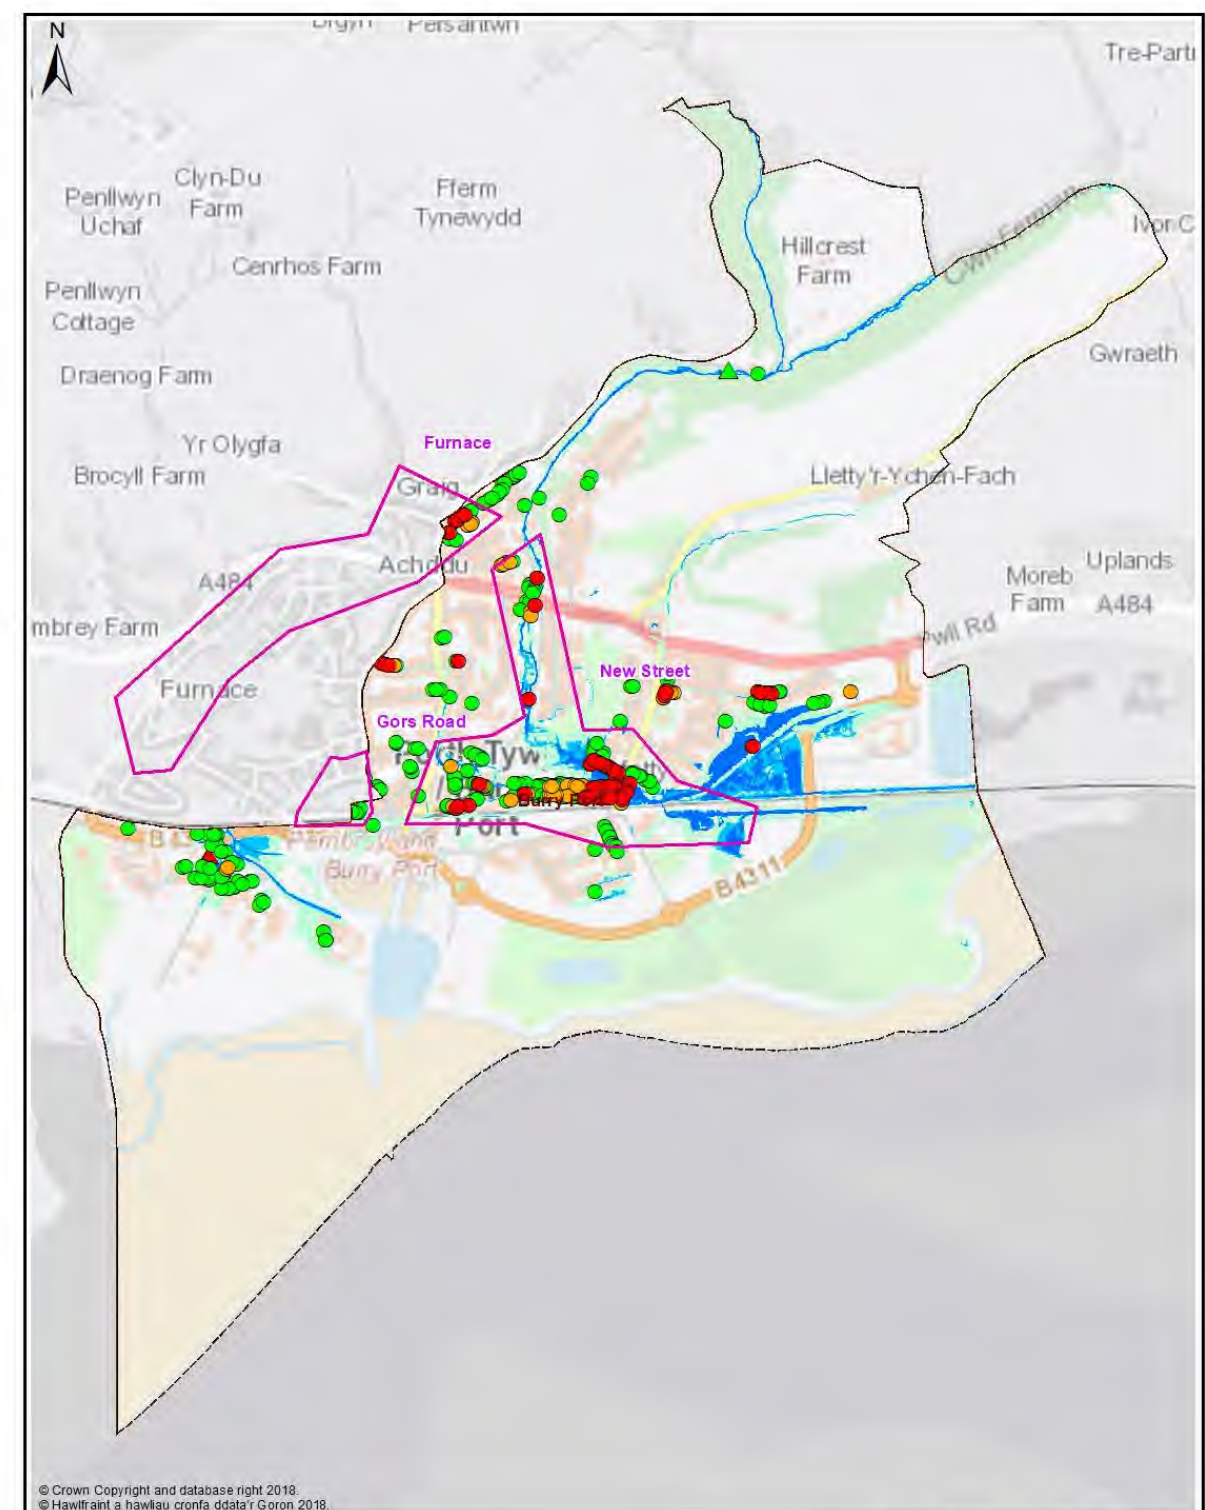 N
Persantwn
Clyn-Du
Farm
Penllwyn
Uchaf
Fferm
Tynewydd
Hillcrest
Farm
Cenrhos Farm
Penllwyn
Cottage
Gwraeth
Draenog Farm
Yr Olygfa
Furnace
Brocyll Farm
Lletty'r-Ychen-Fach
Graig
Achddu
Uplands
Moreb
Farm
A484
A484
mbrey Farm
Pwll Rd
New Street
Furnace
Gors Road
Burry Port
Port
Pembrey and
Burry Port
B4311
© Crown Copyright and database right 2018.
© Hawlfraint a hawliau cronfa ddata'r Goron 2018.